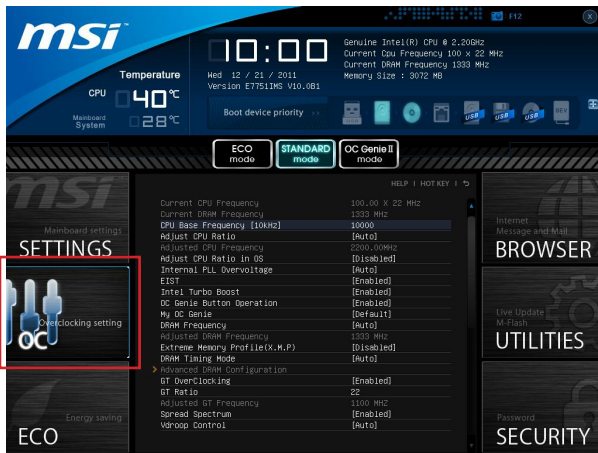 msi
F12
X
Temperature
CPU 40°C
Mainboard System 28°C
10:00
Wed 12 / 21 / 2011
Version E7751IMS V10.0B1
Boot device priority
Genuine Intel(R) CPU @ 2.20GHz
Current Cpu Frequency 100 x 22 MHz
Current DRAM Frequency 1333 MHz
Memory Size : 3072 MB
USB
USB
USB
DEV
ECO mode
STANDARD mode
OC Genie II mode
HELP | HOT KEY |
msi
Mainboard settings
SETTINGS
Overclocking setting
OC
Energy saving
ECO
Current CPU Frequency 100.00 X 22 MHz
Current DRAM Frequency 1333 MHz
CPU Base Frequency [10kHz] 10000
Adjust CPU Ratio [Auto]
Adjusted CPU Frequency 2200.00MHz
Adjust CPU Ratio in OS [Disabled]
Internal PLL Overvoltage [Auto]
EIST [Enabled]
Intel Turbo Boost [Enabled]
OC Genie Button Operation [Enabled]
My OC Genie [Default]
DRAM Frequency [Auto]
Adjusted DRAM Frequency 1333 MHz
Extreme Memory Profile(X.M.P) [Disabled]
DRAM Timing Mode [Auto]
> Advanced DRAM Configuration
GT OverClocking [Enabled]
GT Ratio 22
Adjusted GT Frequency 1100 MHZ
Spread Spectrum [Enabled]
Vdroop Control [Auto]
Internet
Message and Mail
BROWSER
Live Update
M-Flash
UTILITIES
Password
SECURITY